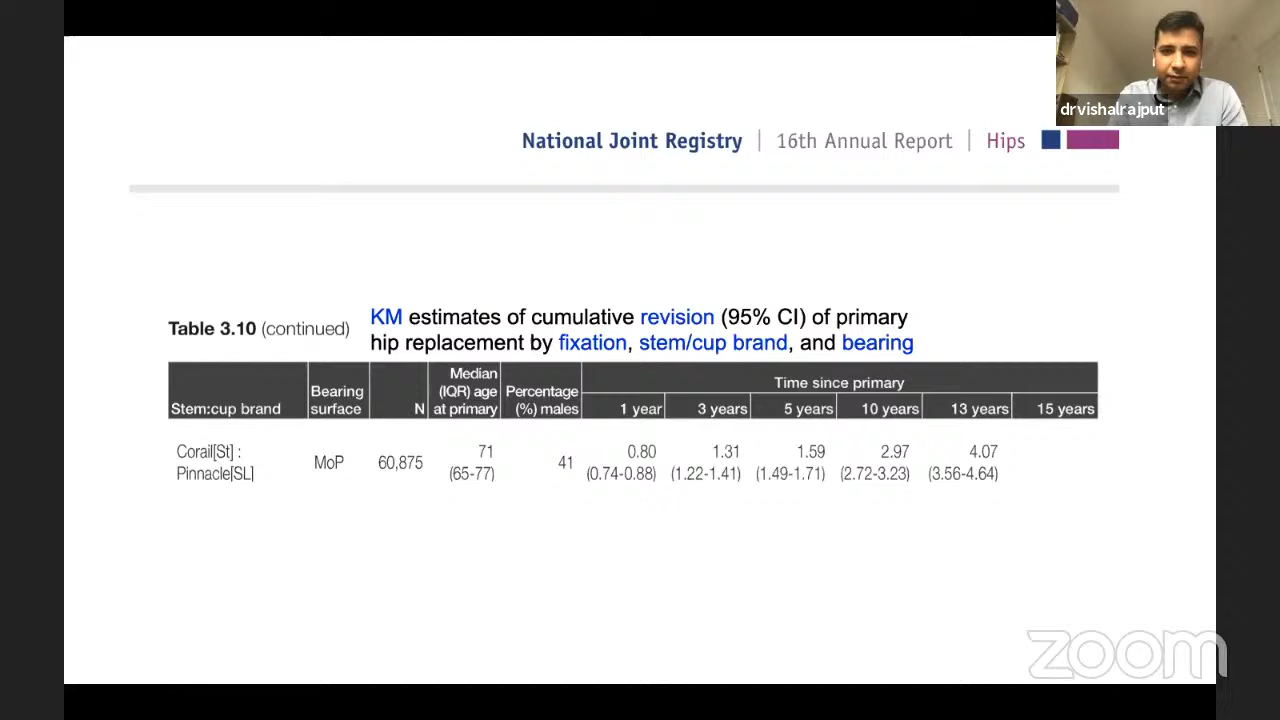 drvishalrajput
National Joint Registry | 16th Annual Report | Hips
Table 3.10 (continued)
KM estimates of cumulative revision (95% CI) of primary
hip replacement by fixation, stem/cup brand, and bearing
Stem:cup brand
Bearing
surface
N
Median
(IQR) age
at primary
Percentage
(%) males
Time since primary
1 year
3 years
5 years
10 years
13 years
15 years
Corail[St] :
Pinnacle[SL]
MoP
60,875
71
(65-77)
41
0.80
(0.74-0.88)
1.31
(1.22-1.41)
1.59
(1.49-1.71)
2.97
(2.72-3.23)
4.07
(3.56-4.64)
zoom